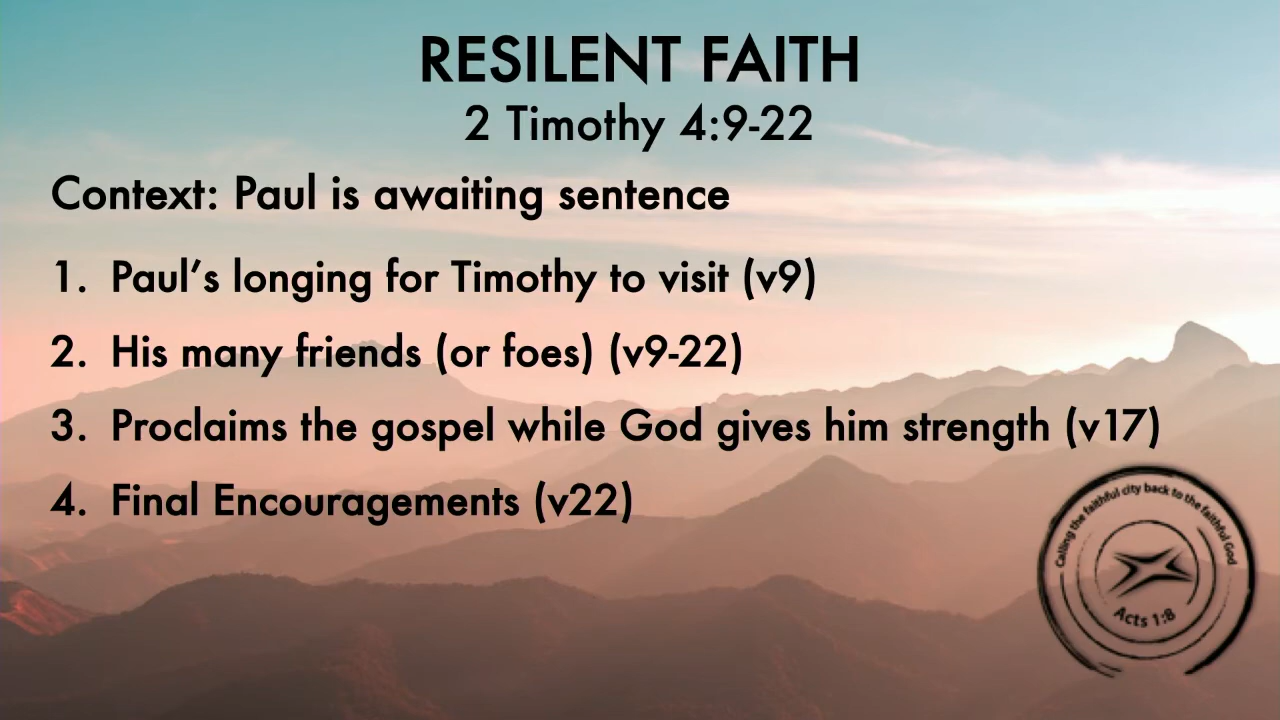 RESILENT FAITH
2 Timothy 4:9-22
Context: Paul is awaiting sentence
1. Paul’s longing for Timothy to visit (v9)
2. His many friends (or foes) (v9-22)
3. Proclaims the gospel while God gives him strength (v17)
4. Final Encouragements (v22)
Calling the faithful city back to the faithful God
Acts 1:8